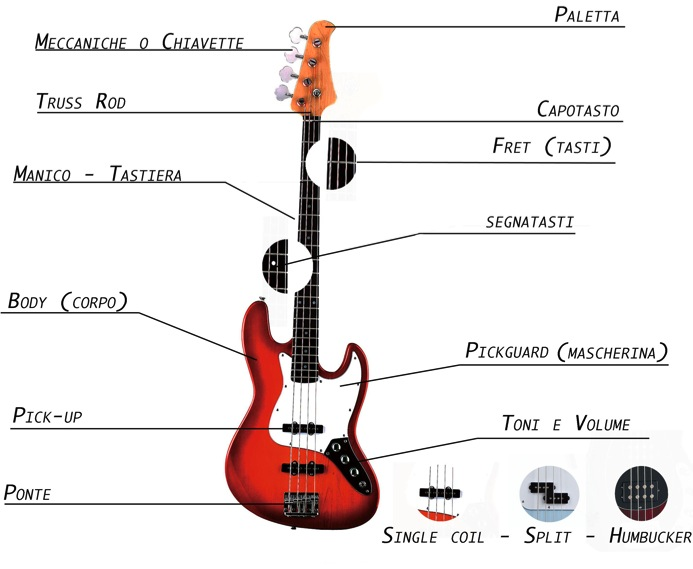 Paletta
Meccaniche o Chiavette
Truss Rod
Capotasto
Fret (tasti)
Manico - Tastiera
segnatasti
Body (corpo)
Pickguard (mascherina)
Pick-up
Toni e Volume
Ponte
Single coil - Split - Humbucker